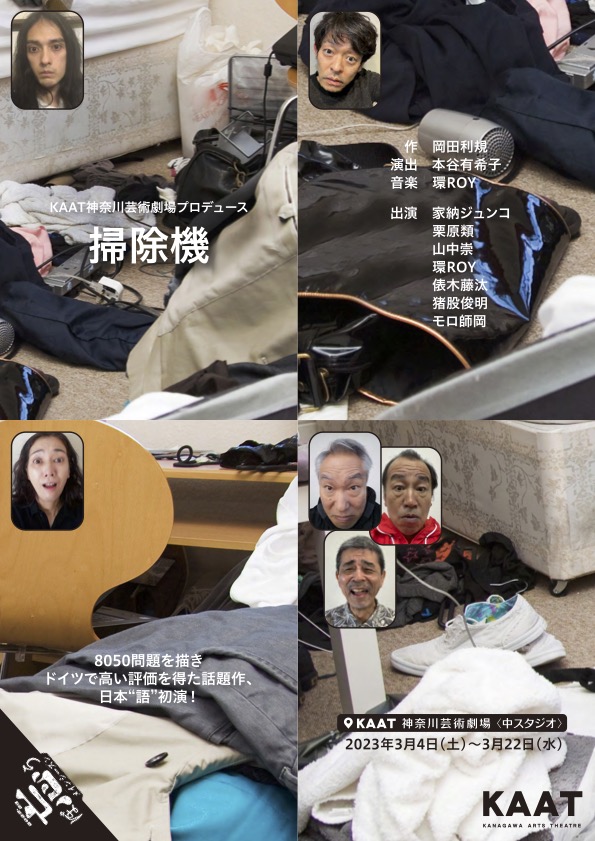 KAAT神奈川芸術劇場プロデュース
掃除機
作 岡田利規
演出 本谷有希子
音楽 環ROY
出演 家納ジュンコ
栗原類
山中崇
環ROY
俵木藤汰
猪股俊明
モロ師岡
8050問題を描き
ドイツで高い評価を得た話題作、
日本“語”初演!
KAAT 神奈川芸術劇場〈中スタジオ〉
2023年3月4日(土)〜3月22日(水)
KAAT
KANAGAWA ARTS THEATRE